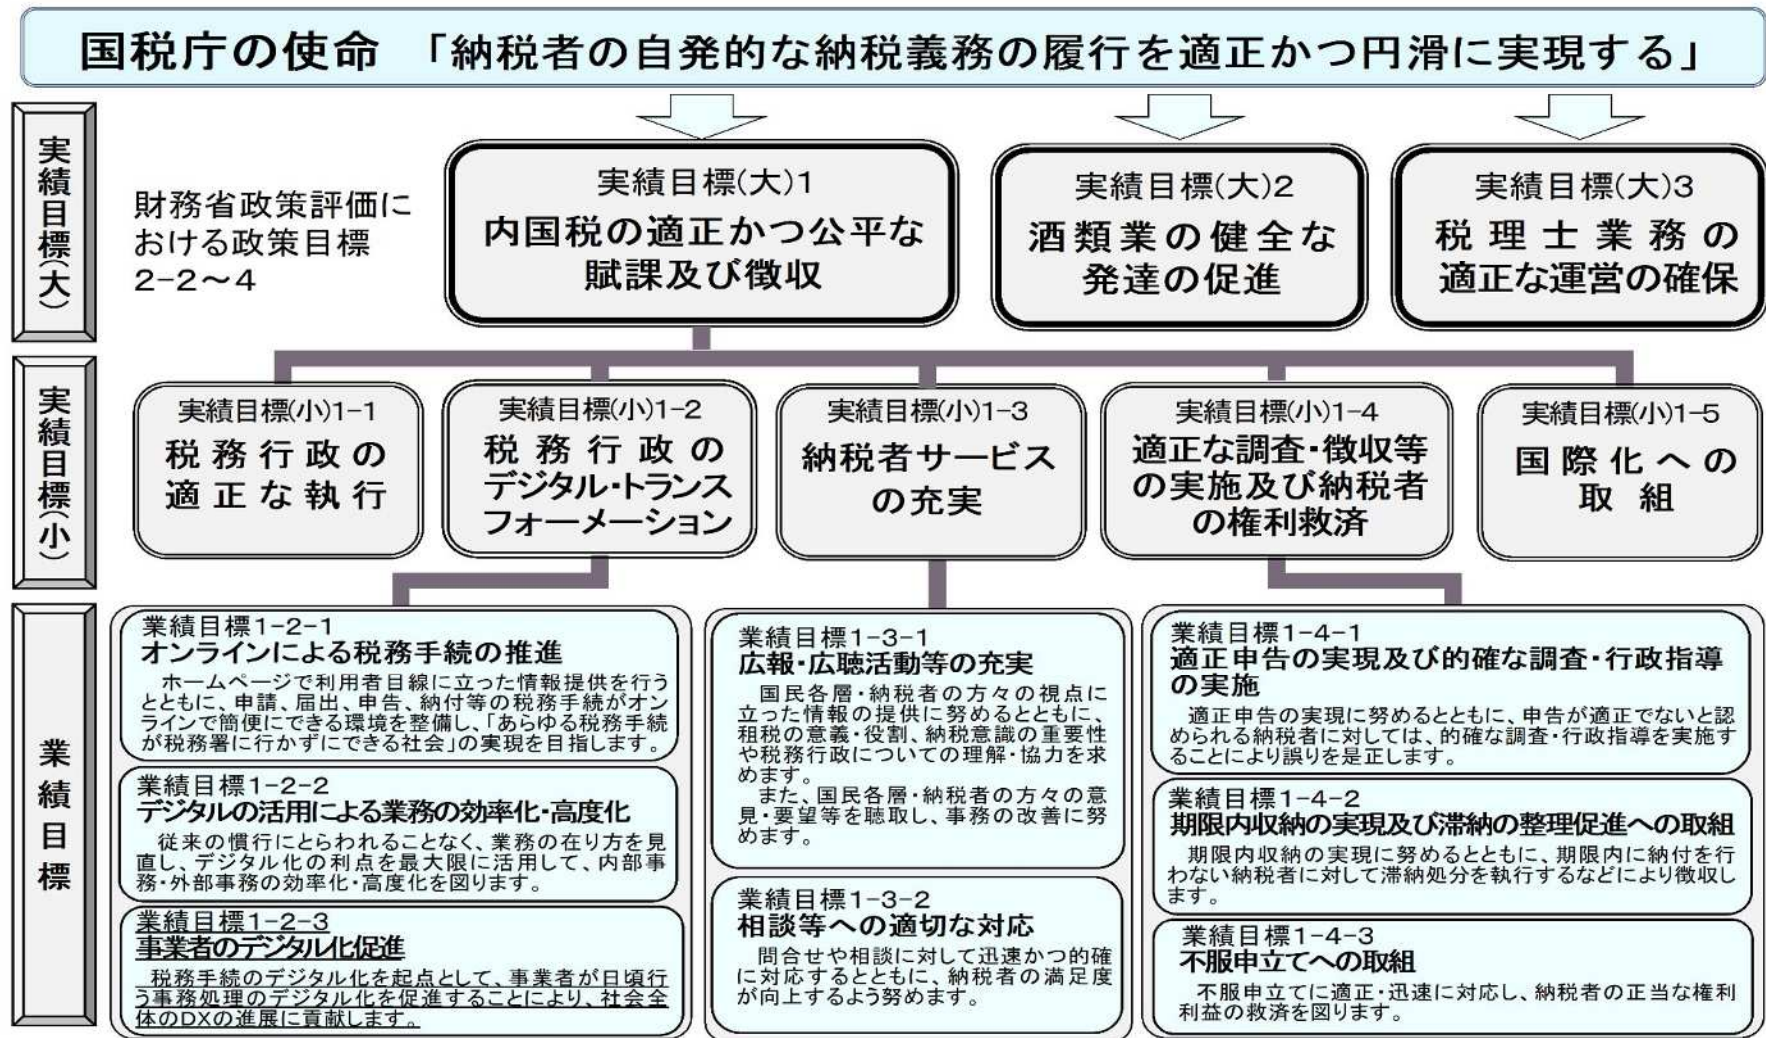 国税庁の使命 「納税者の自発的な納税義務の履行を適正かつ円滑に実現する」
実績目標(大)
財務省政策評価に
おける政策目標
2-2～4
実績目標(大)1
内国税の適正かつ公平な
賦課及び徴収
実績目標(大)2
酒類業の健全な
発達の促進
実績目標(大)3
税理士業務の
適正な運営の確保
実績目標(小)
実績目標(小)1-1
税務行政の
適正な執行
実績目標(小)1-2
税務行政の
デジタル・トランス
フォーメーション
実績目標(小)1-3
納税者サービス
の充実
実績目標(小)1-4
適正な調査・徴収等
の実施及び納税者
の権利救済
実績目標(小)1-5
国際化への
取組
業績目標
業績目標1-2-1
オンラインによる税務手続の推進
ホームページで利用者目線に立った情報提供を行う
とともに、申請、届出、申告、納付等の税務手続がオン
ラインで簡便にできる環境を整備し、「あらゆる税務手続
が税務署に行かずにできる社会」の実現を目指します。
業績目標1-2-2
デジタルの活用による業務の効率化・高度化
従来の慣行にとらわれることなく、業務の在り方を見
直し、デジタル化の利点を最大限に活用して、内部事
務・外部事務の効率化・高度化を図ります。
業績目標1-2-3
事業者のデジタル化促進
税務手続のデジタル化を起点として、事業者が日頃行
う事務処理のデジタル化を促進することにより、社会全
体のDXの進展に貢献します。
業績目標1-3-1
広報・広聴活動等の充実
国民各層・納税者の方々の視点に
立った情報の提供に努めるとともに、
租税の意義・役割、納税意識の重要性
や税務行政についての理解・協力を求
めます。
また、国民各層・納税者の方々の意
見・要望等を聴取し、事務の改善に努
めます。
業績目標1-3-2
相談等への適切な対応
問合せや相談に対して迅速かつ的確
に対応するとともに、納税者の満足度
が向上するよう努めます。
業績目標1-4-1
適正申告の実現及び的確な調査・行政指導
の実施
適正申告の実現に努めるとともに、申告が適正でないと認
められる納税者に対しては、的確な調査・行政指導を実施す
ることにより誤りを是正します。
業績目標1-4-2
期限内収納の実現及び滞納の整理促進への取組
期限内収納の実現に努めるとともに、期限内に納付を行
わない納税者に対して滞納処分を執行するなどにより徴収し
ます。
業績目標1-4-3
不服申立てへの取組
不服申立てに適正・迅速に対応し、納税者の正当な権利
利益の救済を図ります。